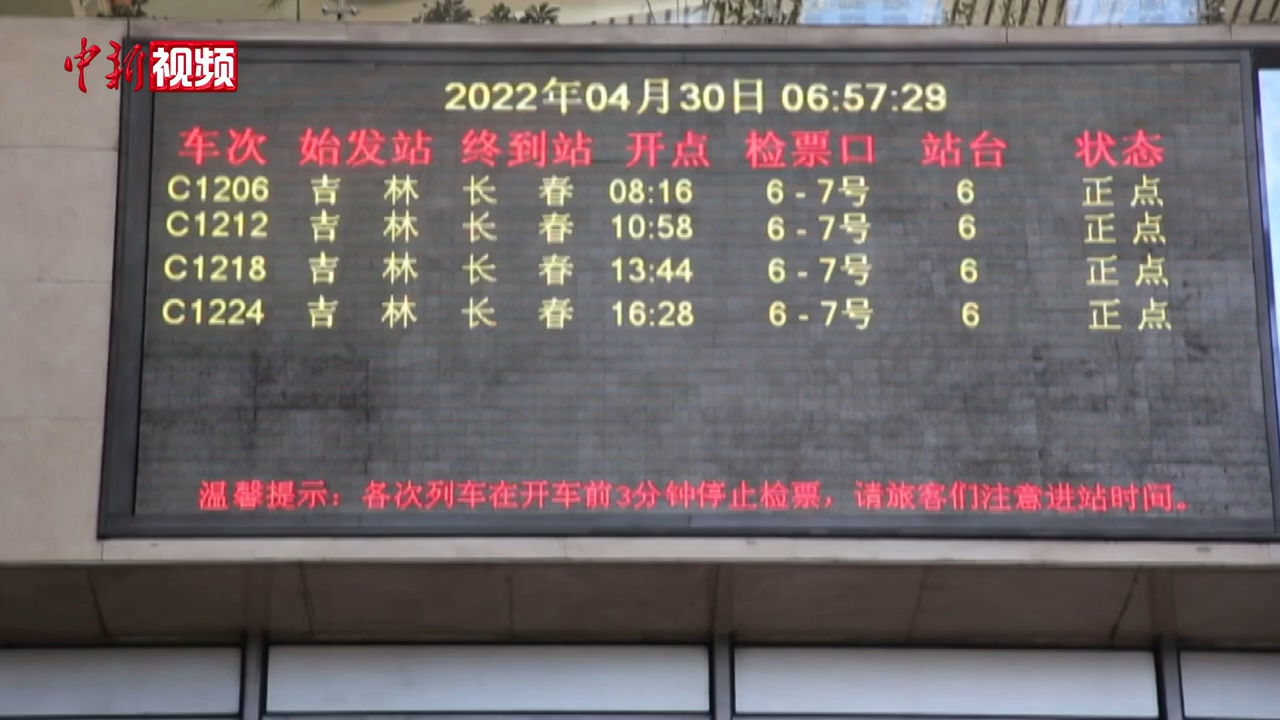 中新视频
2022年04月30日 06:57:29
车次 始发站 终到站 开点 检票口 站台 状态
C1206 吉林 长春 08:16 6-7号 6 正点
C1212 吉林 长春 10:58 6-7号 6 正点
C1218 吉林 长春 13:44 6-7号 6 正点
C1224 吉林 长春 16:28 6-7号 6 正点
温馨提示：各次列车在开车前3分钟停止检票，请旅客们注意进站时间。